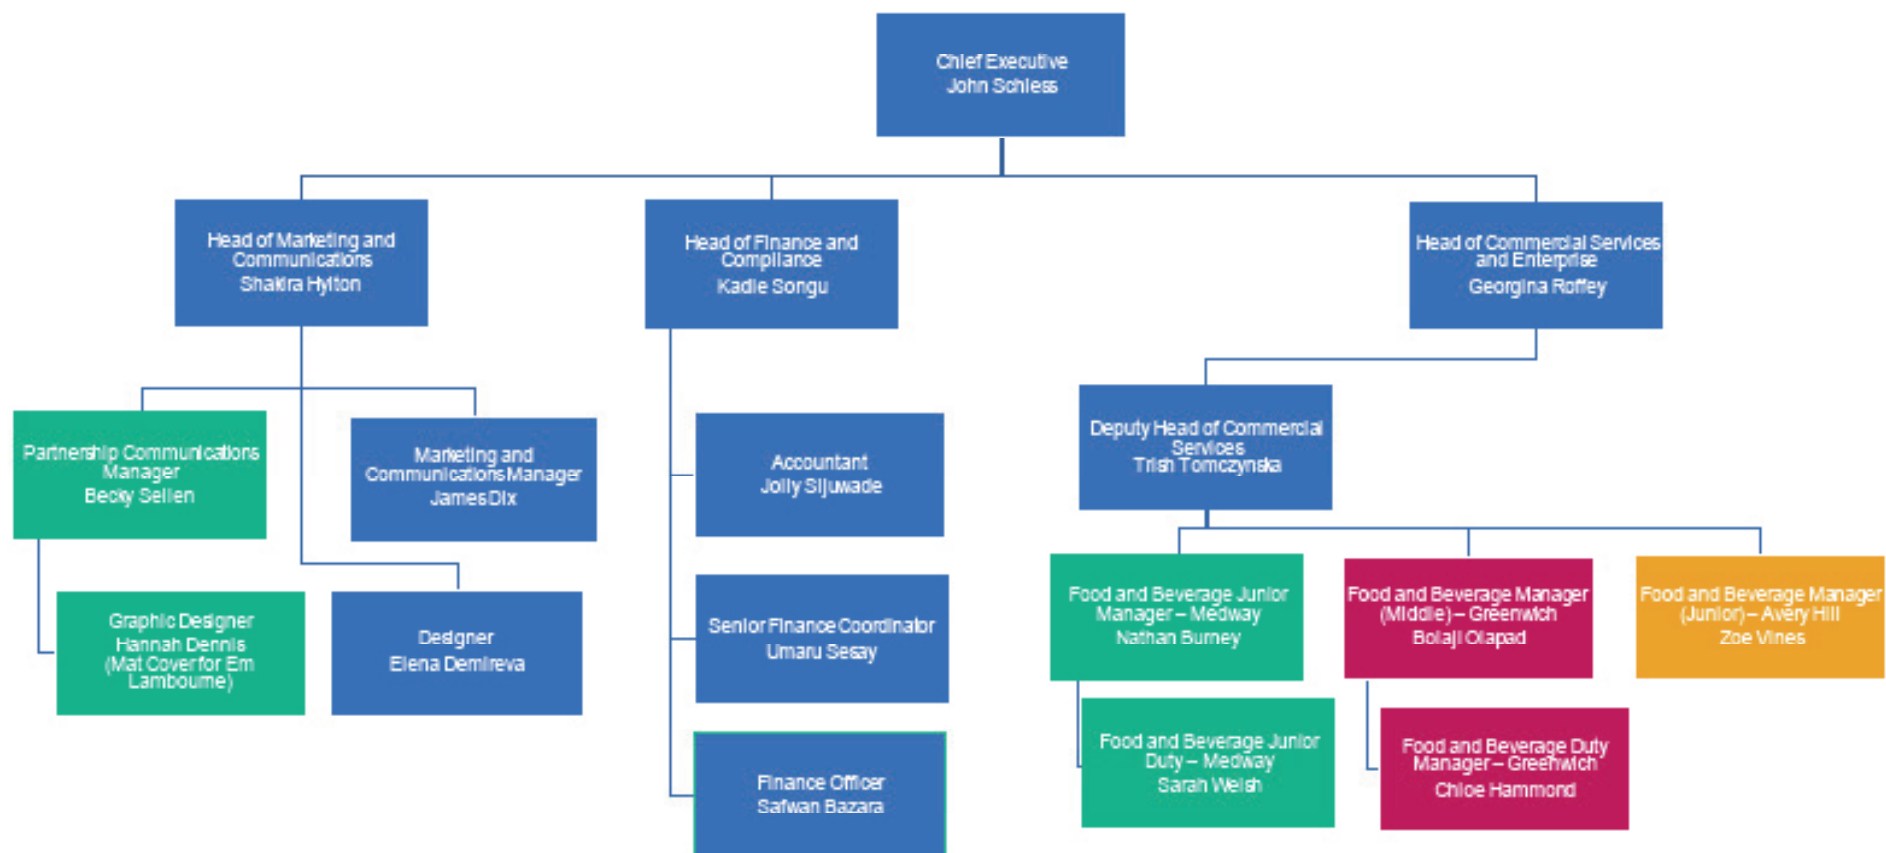 Chief Executive
John Schless
Head of Marketing and
Communications
Shakira Hylton
Head of Finance and
Compliance
Kadie Songu
Head of Commercial Services
and Enterprise
Georgina Roffey
Partnership Communications
Manager
Becky Sellen
Marketing and
Communications Manager
James Dix
Graphic Designer
Hannah Dennis
(Mat Cover for Em
Lambourne)
Designer
Elena Demireva
Accountant
Jolly Sijuwade
Senior Finance Coordinator
Umaru Sesay
Finance Officer
Safwan Bazara
Deputy Head of Commercial
Services
Trish Tomczynska
Food and Beverage Junior
Manager – Medway
Nathan Burney
Food and Beverage Manager
(Middle) – Greenwich
Bolaji Olapad
Food and Beverage Manager
(Junior) – Avery Hill
Zoe Vines
Food and Beverage Junior
Duty – Medway
Sarah Welsh
Food and Beverage Duty
Manager – Greenwich
Chloe Hammond